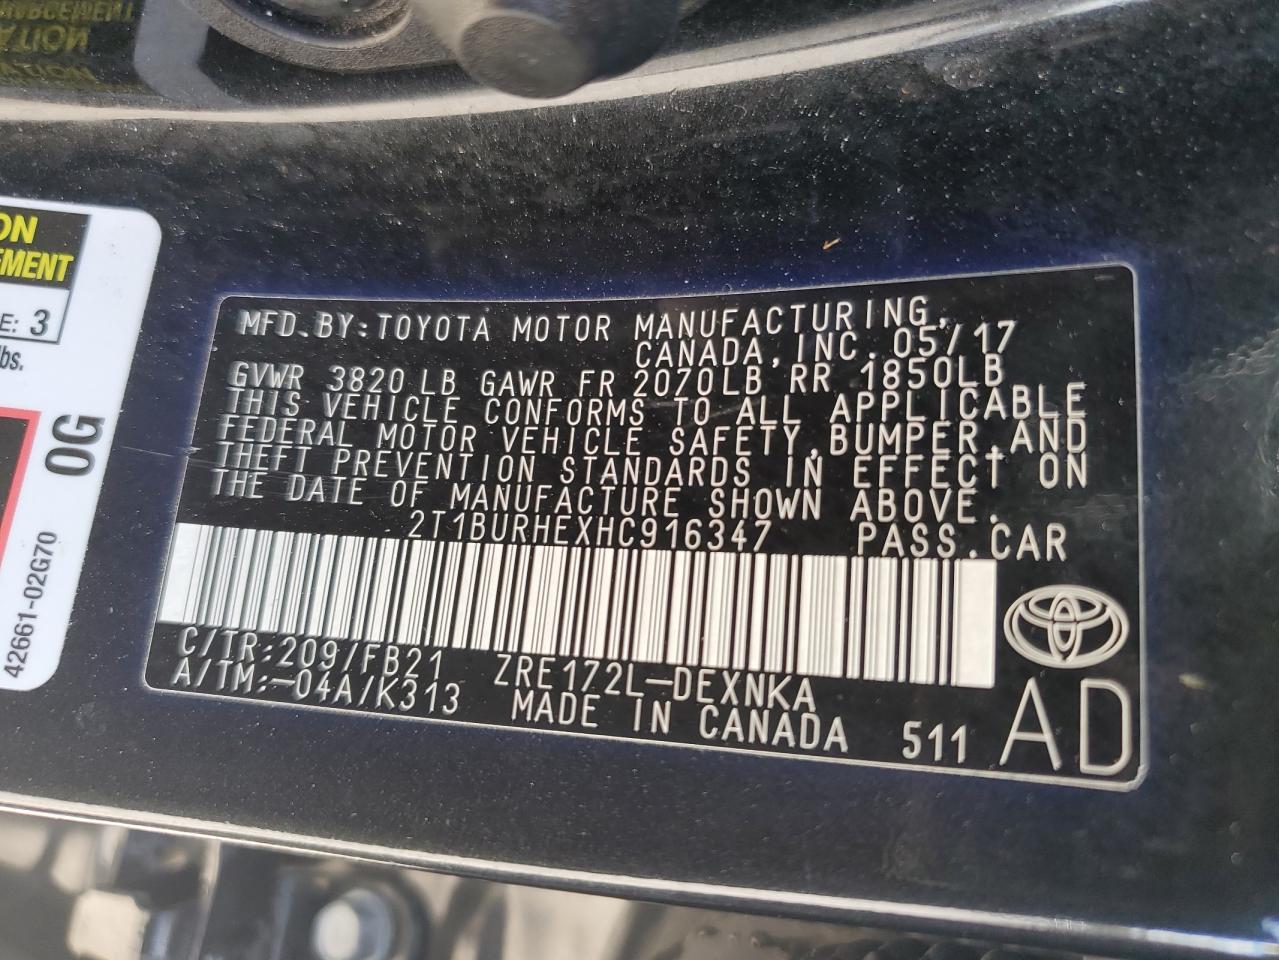 ON
EMENT
E: 3
lbs.
0G
42661-02G70
MFD.BY:TOYOTA MOTOR MANUFACTURING,
CANADA,INC. 05/17
GVWR 3820LB GAWR FR 2070LB RR 1850LB
THIS VEHICLE CONFORMS TO ALL APPLICABLE
FEDERAL MOTOR VEHICLE SAFETY,BUMPER,AND
THEFT PREVENTION STANDARDS IN EFFECT ON
THE DATE OF MANUFACTURE SHOWN ABOVE.
2T1BURHEXHC916347 PASS.CAR
C/TR:209/FB21 ZRE172L-DEXNKA
A/TM:-04A/K313 MADE IN CANADA 511 AD